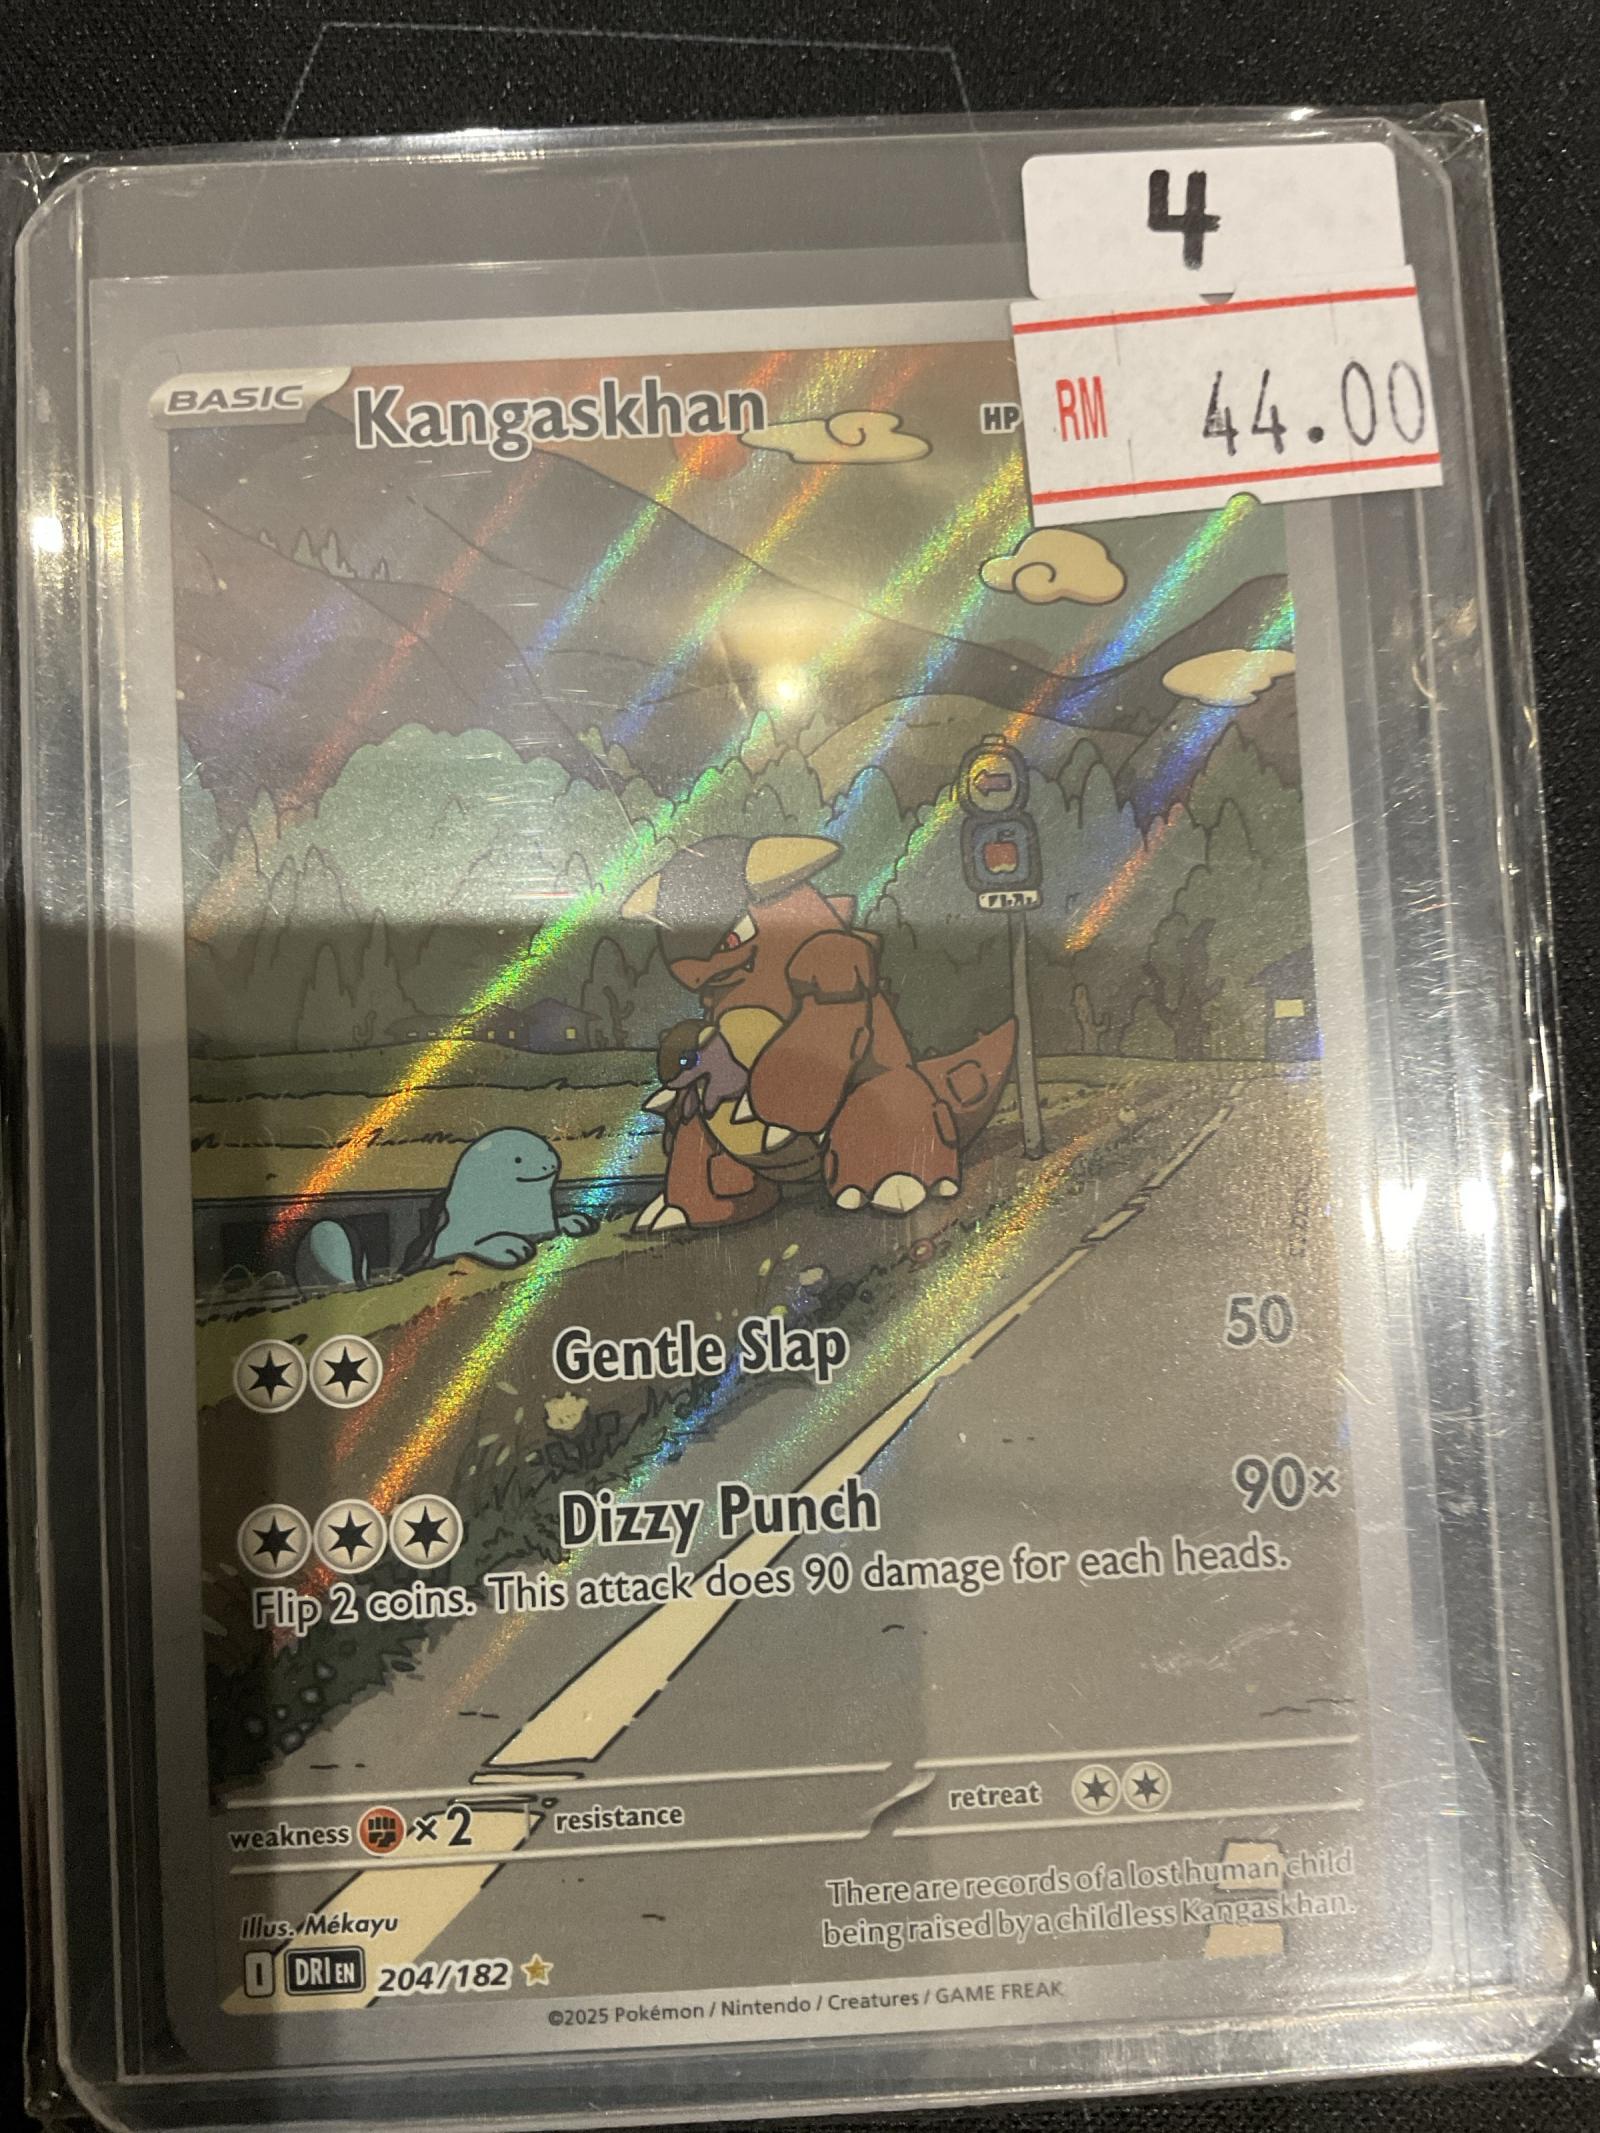 4
RM 44.00
BASIC Kangaskhan HP
Gentle Slap 50
Dizzy Punch 90×
Flip 2 coins. This attack does 90 damage for each heads.
weakness ×2 resistance retreat
There are records of a lost human child
being raised by a childless Kangaskhan.
Illus. Mékayu
I DRI EN 204/182
©2025 Pokémon / Nintendo / Creatures / GAME FREAK